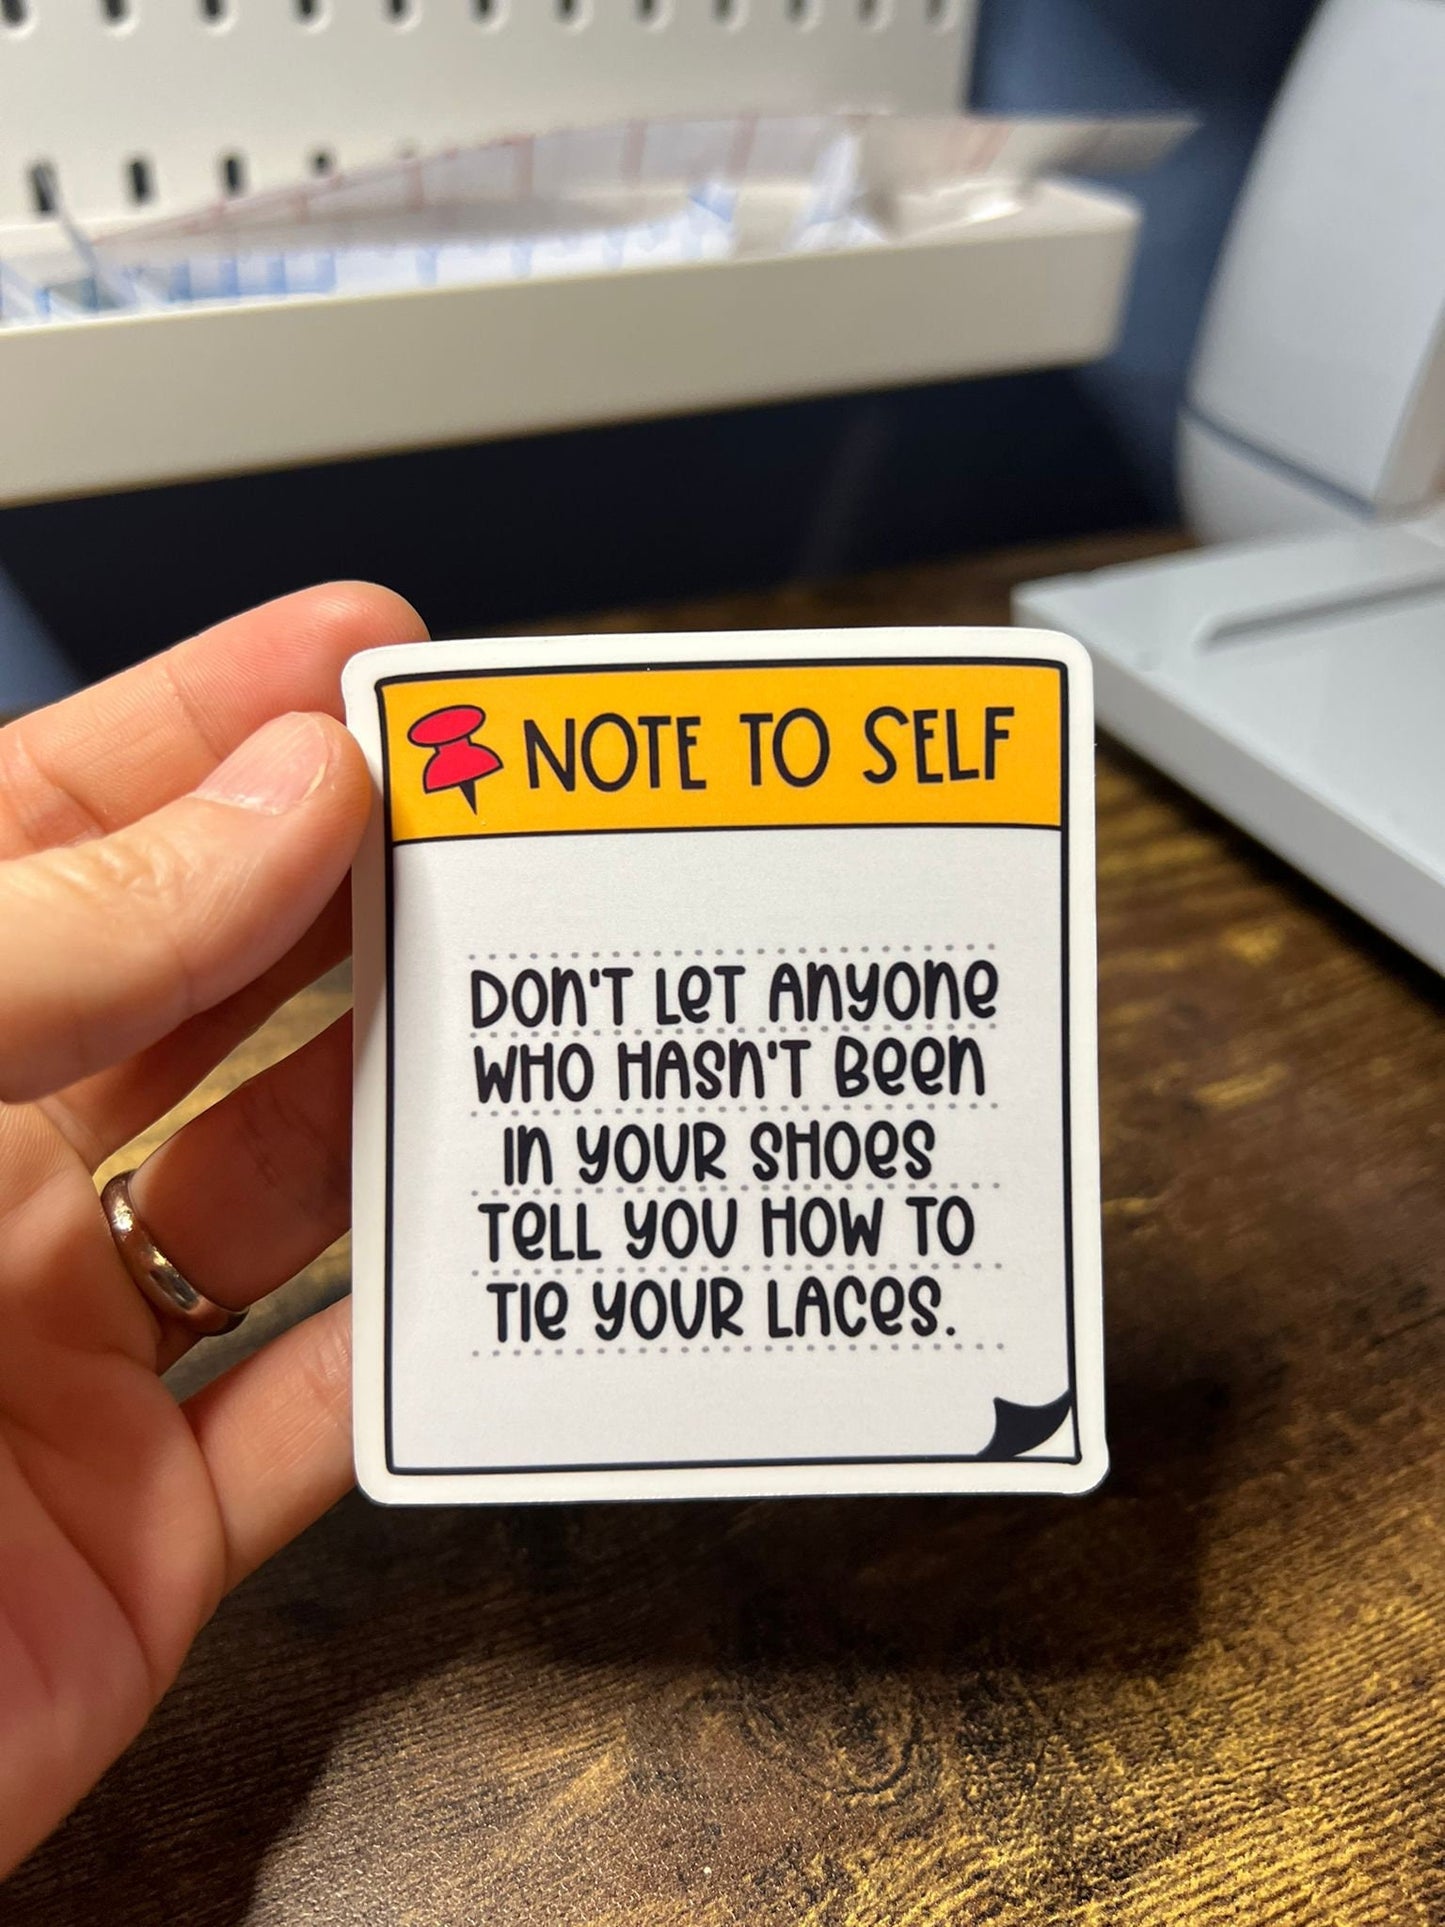 NOTE TO SELF
DON'T LET ANYONE
WHO HASN'T BEEN
IN YOUR SHOES
TELL YOU HOW TO
TIE YOUR LACES.